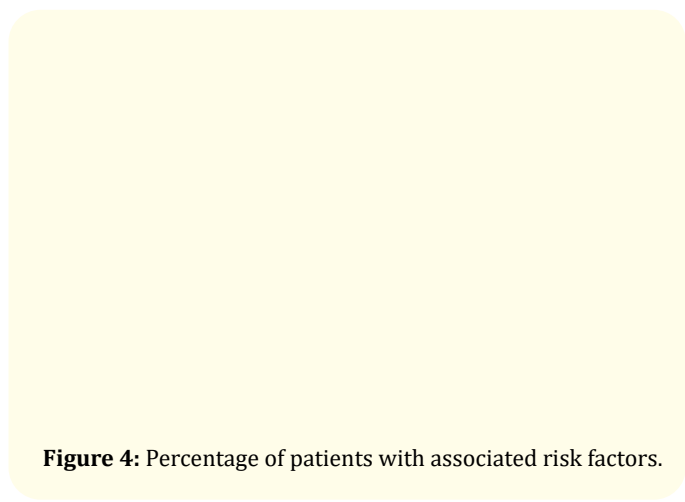 Figure 4: Percentage of patients with associated risk factors.